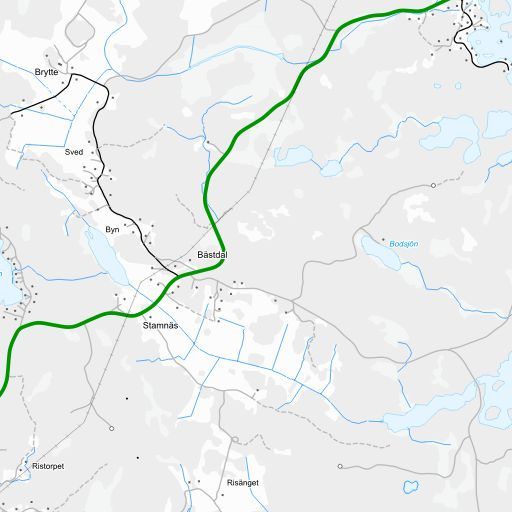 Brytte
Sved
Byn
Bodsjön
Bästdal
n
Stamnäs
Ristorpet
Risänget